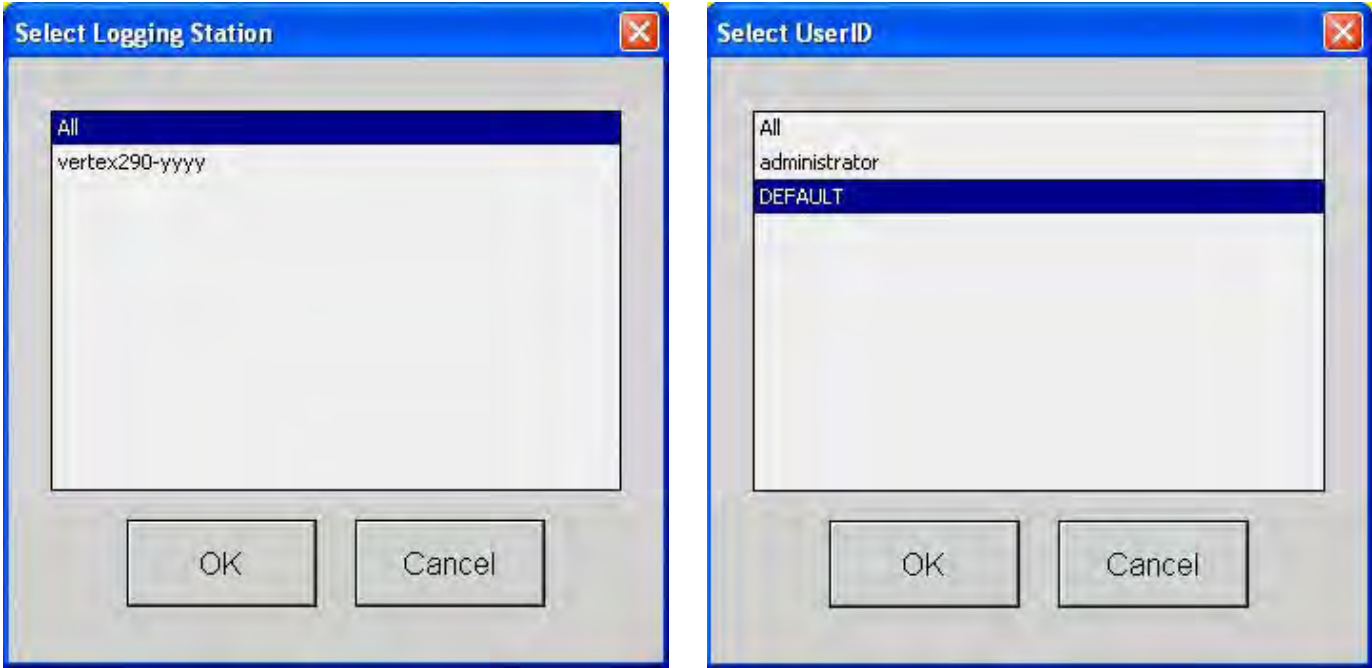 Select Logging Station
All
vertex290-yyyy
OK
Cancel
Select UserID
All
administrator
DEFAULT
OK
Cancel